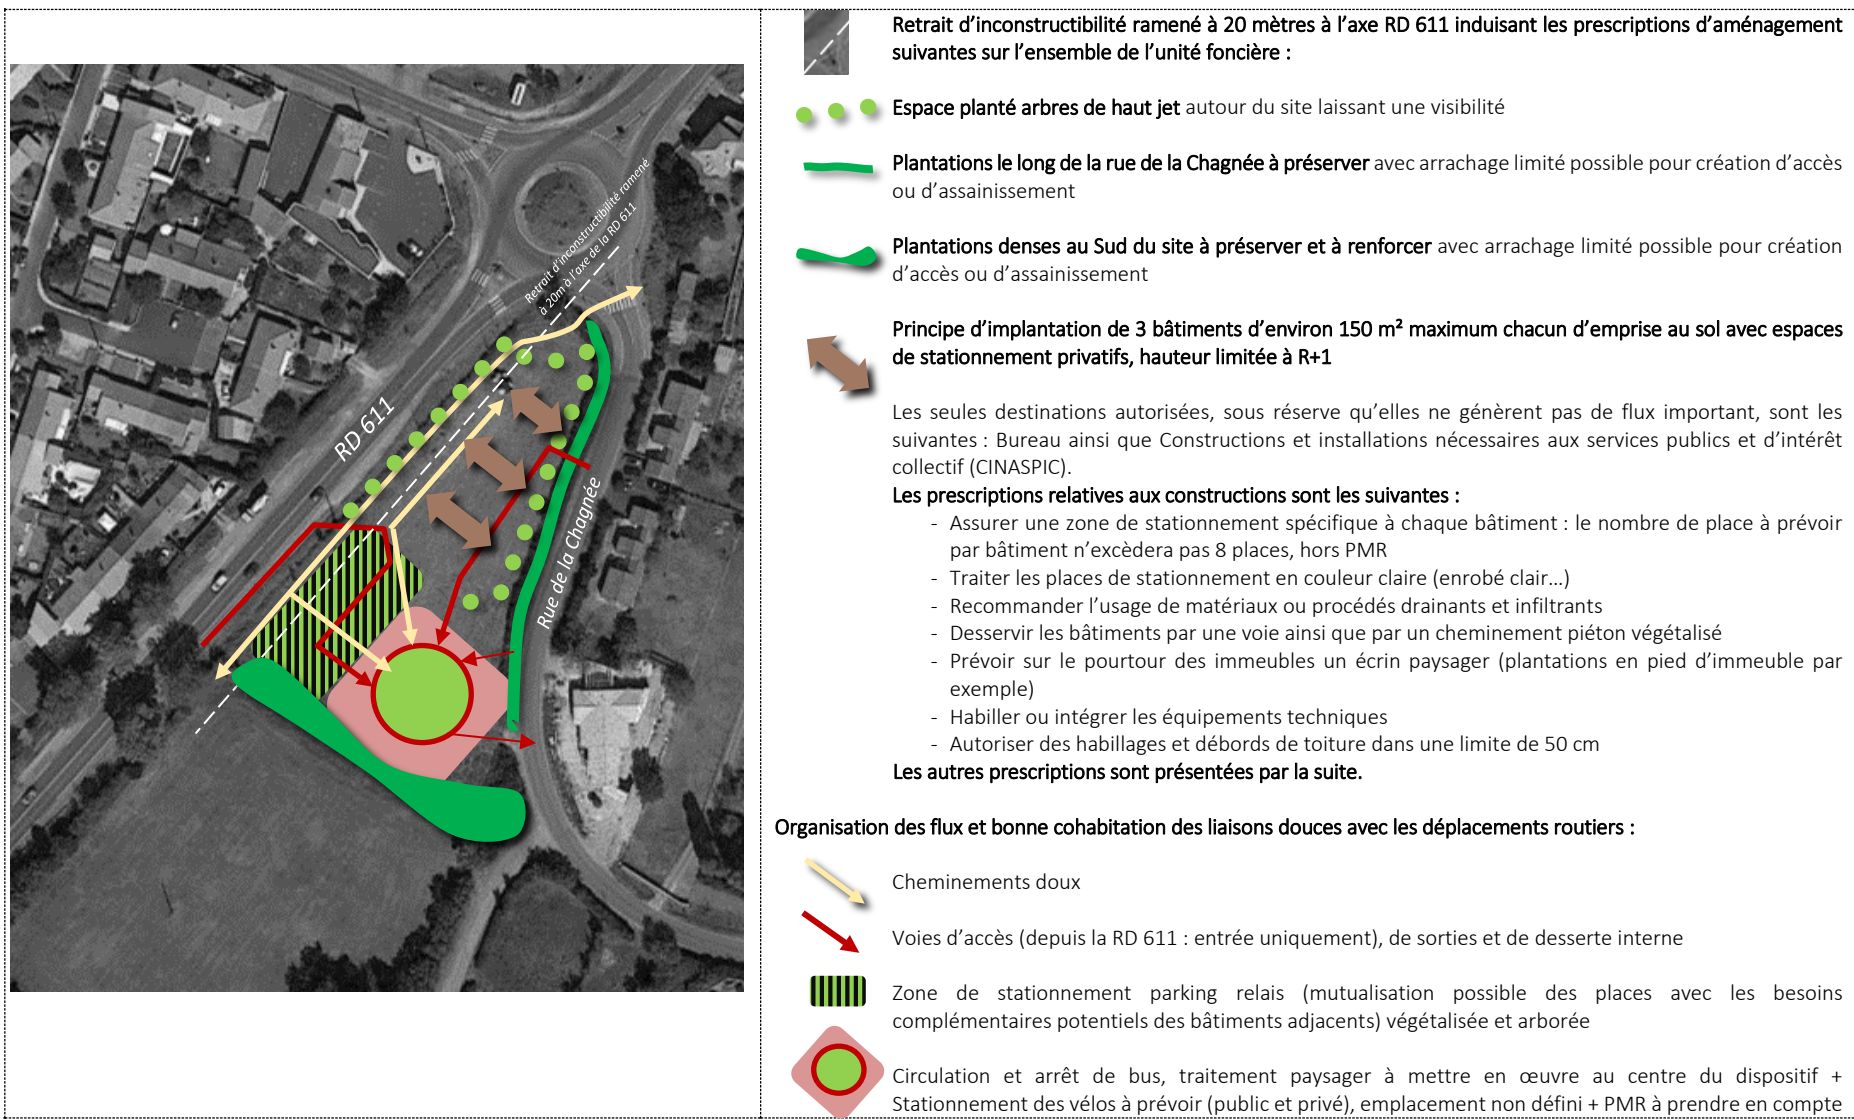 Retrait d'inconstructibilité ramené
à 20m à l'axe de la RD 611
RD 611
Rue de la Chagnée
Retrait d'inconstructibilité ramené à 20 mètres à l'axe RD 611 induisant les prescriptions d'aménagement
suivantes sur l'ensemble de l'unité foncière :
Espace planté arbres de haut jet autour du site laissant une visibilité
Plantations le long de la rue de la Chagnée à préserver avec arrachage limité possible pour création d'accès
ou d'assainissement
Plantations denses au Sud du site à préserver et à renforcer avec arrachage limité possible pour création
d'accès ou d'assainissement
Principe d'implantation de 3 bâtiments d'environ 150 m² maximum chacun d'emprise au sol avec espaces
de stationnement privatifs, hauteur limitée à R+1
Les seules destinations autorisées, sous réserve qu'elles ne génèrent pas de flux important, sont les
suivantes : Bureau ainsi que Constructions et installations nécessaires aux services publics et d'intérêt
collectif (CINASPIC).
Les prescriptions relatives aux constructions sont les suivantes :
- Assurer une zone de stationnement spécifique à chaque bâtiment : le nombre de place à prévoir
par bâtiment n'excèdera pas 8 places, hors PMR
- Traiter les places de stationnement en couleur claire (enrobé clair…)
- Recommander l'usage de matériaux ou procédés drainants et infiltrants
- Desservir les bâtiments par une voie ainsi que par un cheminement piéton végétalisé
- Prévoir sur le pourtour des immeubles un écrin paysager (plantations en pied d'immeuble par
exemple)
- Habiller ou intégrer les équipements techniques
- Autoriser des habillages et débords de toiture dans une limite de 50 cm
Les autres prescriptions sont présentées par la suite.
Organisation des flux et bonne cohabitation des liaisons douces avec les déplacements routiers :
Cheminements doux
Voies d'accès (depuis la RD 611 : entrée uniquement), de sorties et de desserte interne
Zone de stationnement parking relais (mutualisation possible des places avec les besoins
complémentaires potentiels des bâtiments adjacents) végétalisée et arborée
Circulation et arrêt de bus, traitement paysager à mettre en œuvre au centre du dispositif +
Stationnement des vélos à prévoir (public et privé), emplacement non défini + PMR à prendre en compte